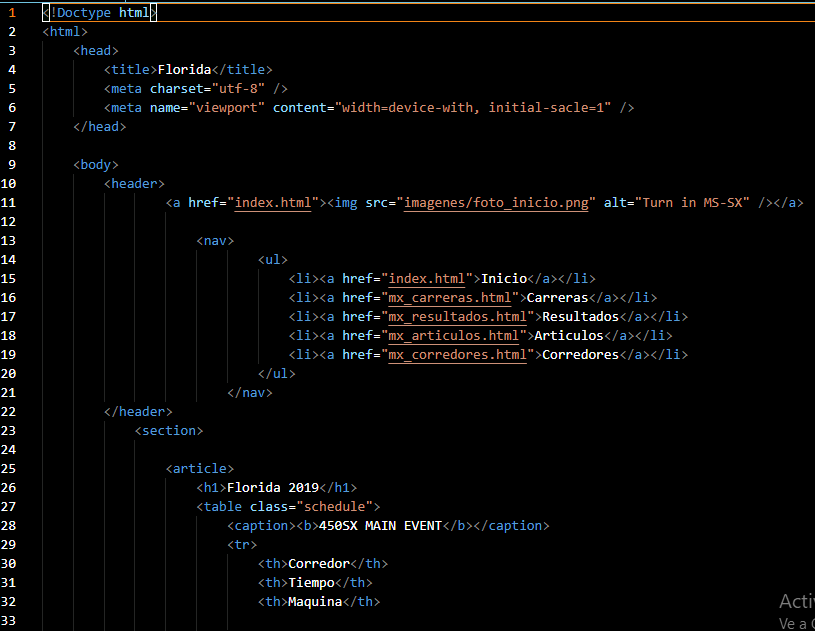 1 <!Doctype html>
2 <html>
3 <head>
4 <title>Florida</title>
5 <meta charset="utf-8" />
6 <meta name="viewport" content="width=device-with, initial-sacle=1" />
7 </head>
8
9 <body>
10 <header>
11 <a href="index.html"><img src="imagenes/foto_inicio.png" alt="Turn in MS-SX" /></a>
12
13 <nav>
14 <ul>
15 <li><a href="index.html">Inicio</a></li>
16 <li><a href="mx_carreras.html">Carreras</a></li>
17 <li><a href="mx_resultados.html">Resultados</a></li>
18 <li><a href="mx_articulos.html">Articulos</a></li>
19 <li><a href="mx_corredores.html">Corredores</a></li>
20 </ul>
21 </nav>
22 </header>
23 <section>
24
25 <article>
26 <h1>Florida 2019</h1>
27 <table class="schedule">
28 <caption><b>450SX MAIN EVENT</b></caption>
29 <tr>
30 <th>Corredor</th>
31 <th>Tiempo</th>
32 <th>Maquina</th>
33
Acti
Ve a